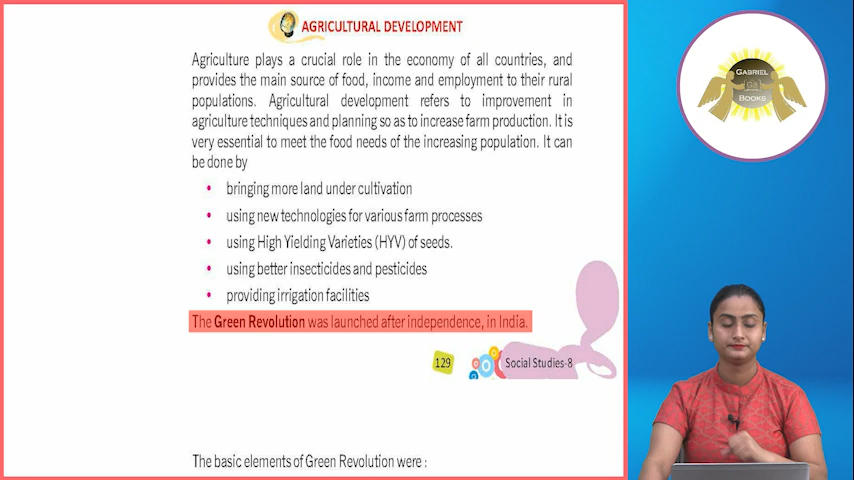 AGRICULTURAL DEVELOPMENT
Agriculture plays a crucial role in the economy of all countries, and
provides the main source of food, income and employment to their rural
populations. Agricultural development refers to improvement in
agriculture techniques and planning so as to increase farm production. It is
very essential to meet the food needs of the increasing population. It can
be done by
• bringing more land under cultivation
• using new technologies for various farm processes
• using High Yielding Varieties (HYV) of seeds.
• using better insecticides and pesticides
• providing irrigation facilities
The Green Revolution was launched after independence, in India.
129
Social Studies-8
The basic elements of Green Revolution were :
GABRIEL
BOOKS